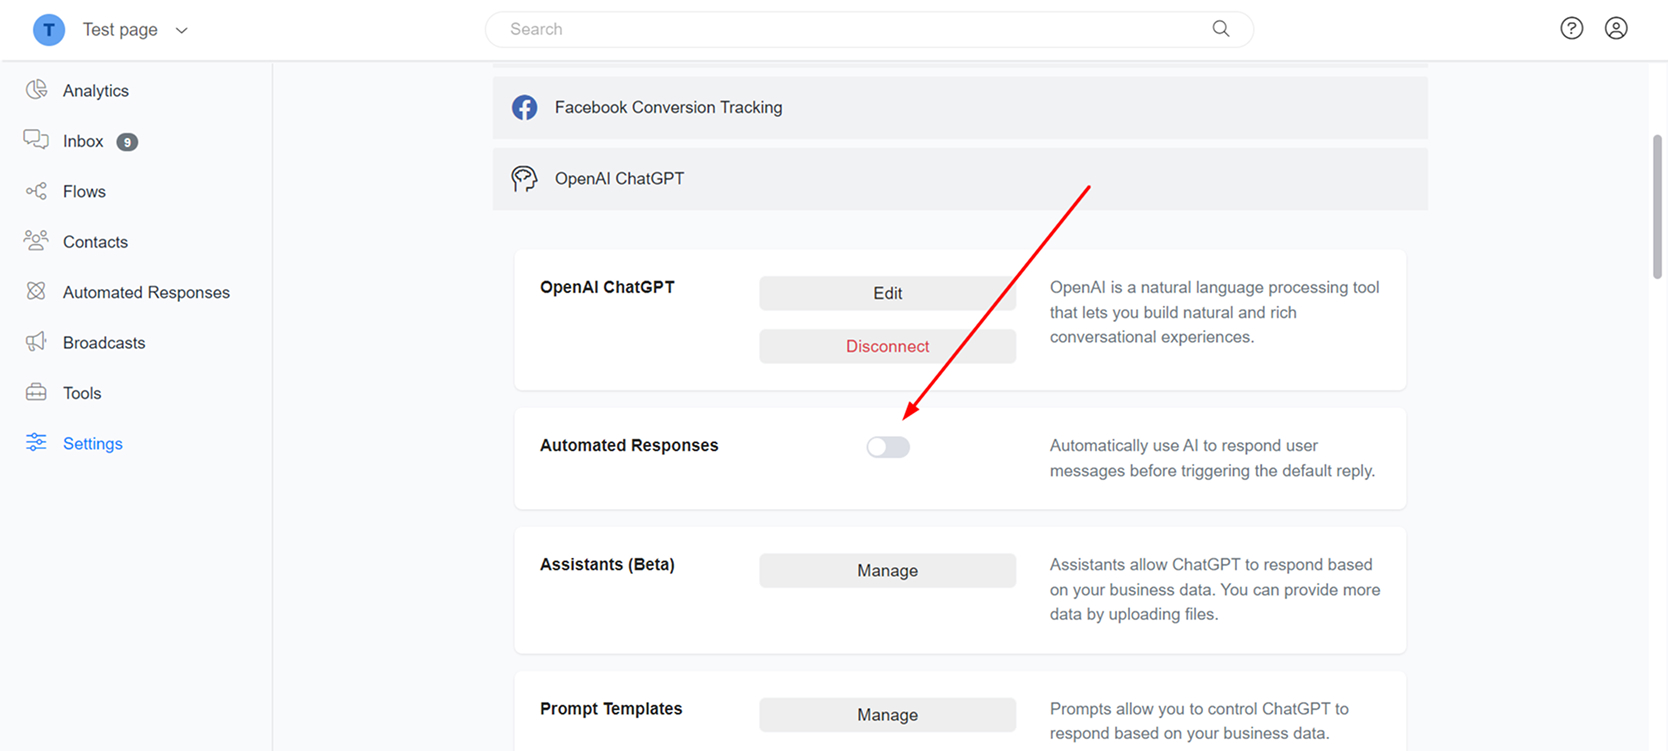 T Test page
Search
Analytics
Inbox 9
Flows
Contacts
Automated Responses
Broadcasts
Tools
Settings
Facebook Conversion Tracking
OpenAI ChatGPT
OpenAI ChatGPT
Edit
Disconnect
OpenAI is a natural language processing tool
that lets you build natural and rich
conversational experiences.
Automated Responses
Automatically use AI to respond user
messages before triggering the default reply.
Assistants (Beta)
Manage
Assistants allow ChatGPT to respond based
on your business data. You can provide more
data by uploading files.
Prompt Templates
Manage
Prompts allow you to control ChatGPT to
respond based on your business data.